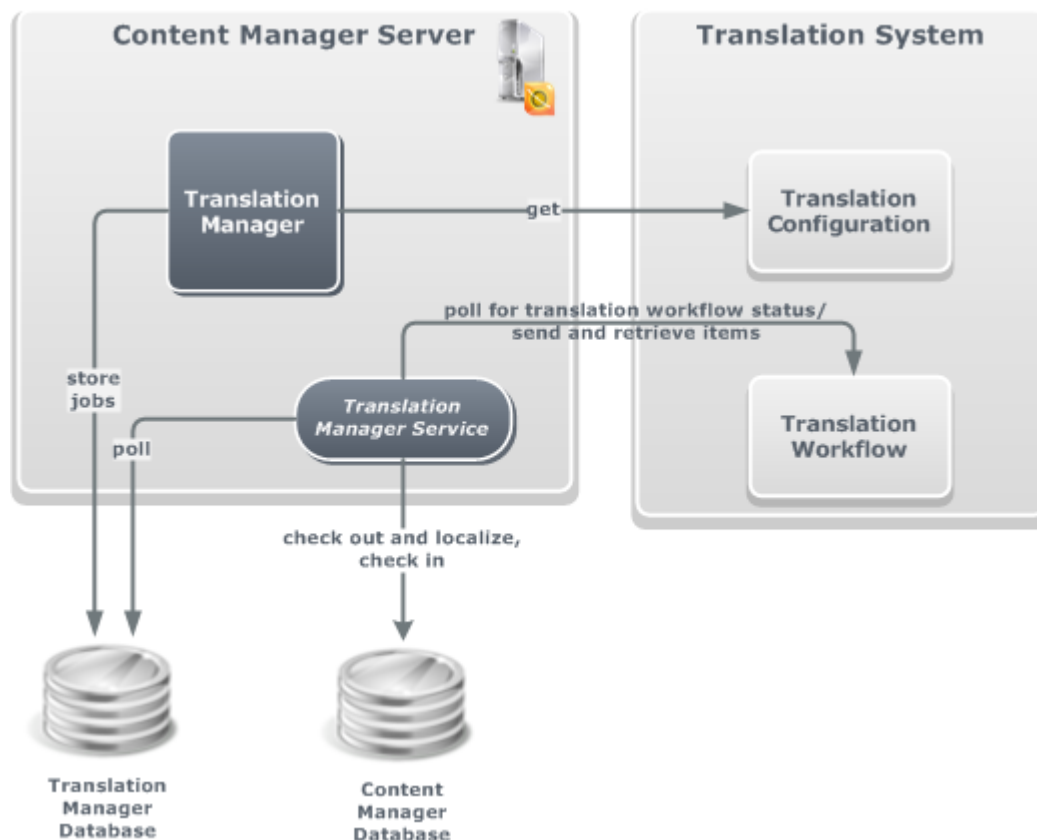 Content Manager Server
Translation System
Translation
Manager
get
Translation
Configuration
poll for translation workflow status/
send and retrieve items
store
jobs
Translation
Manager Service
poll
Translation
Workflow
check out and localize,
check in
Translation
Manager
Database
Content
Manager
Database